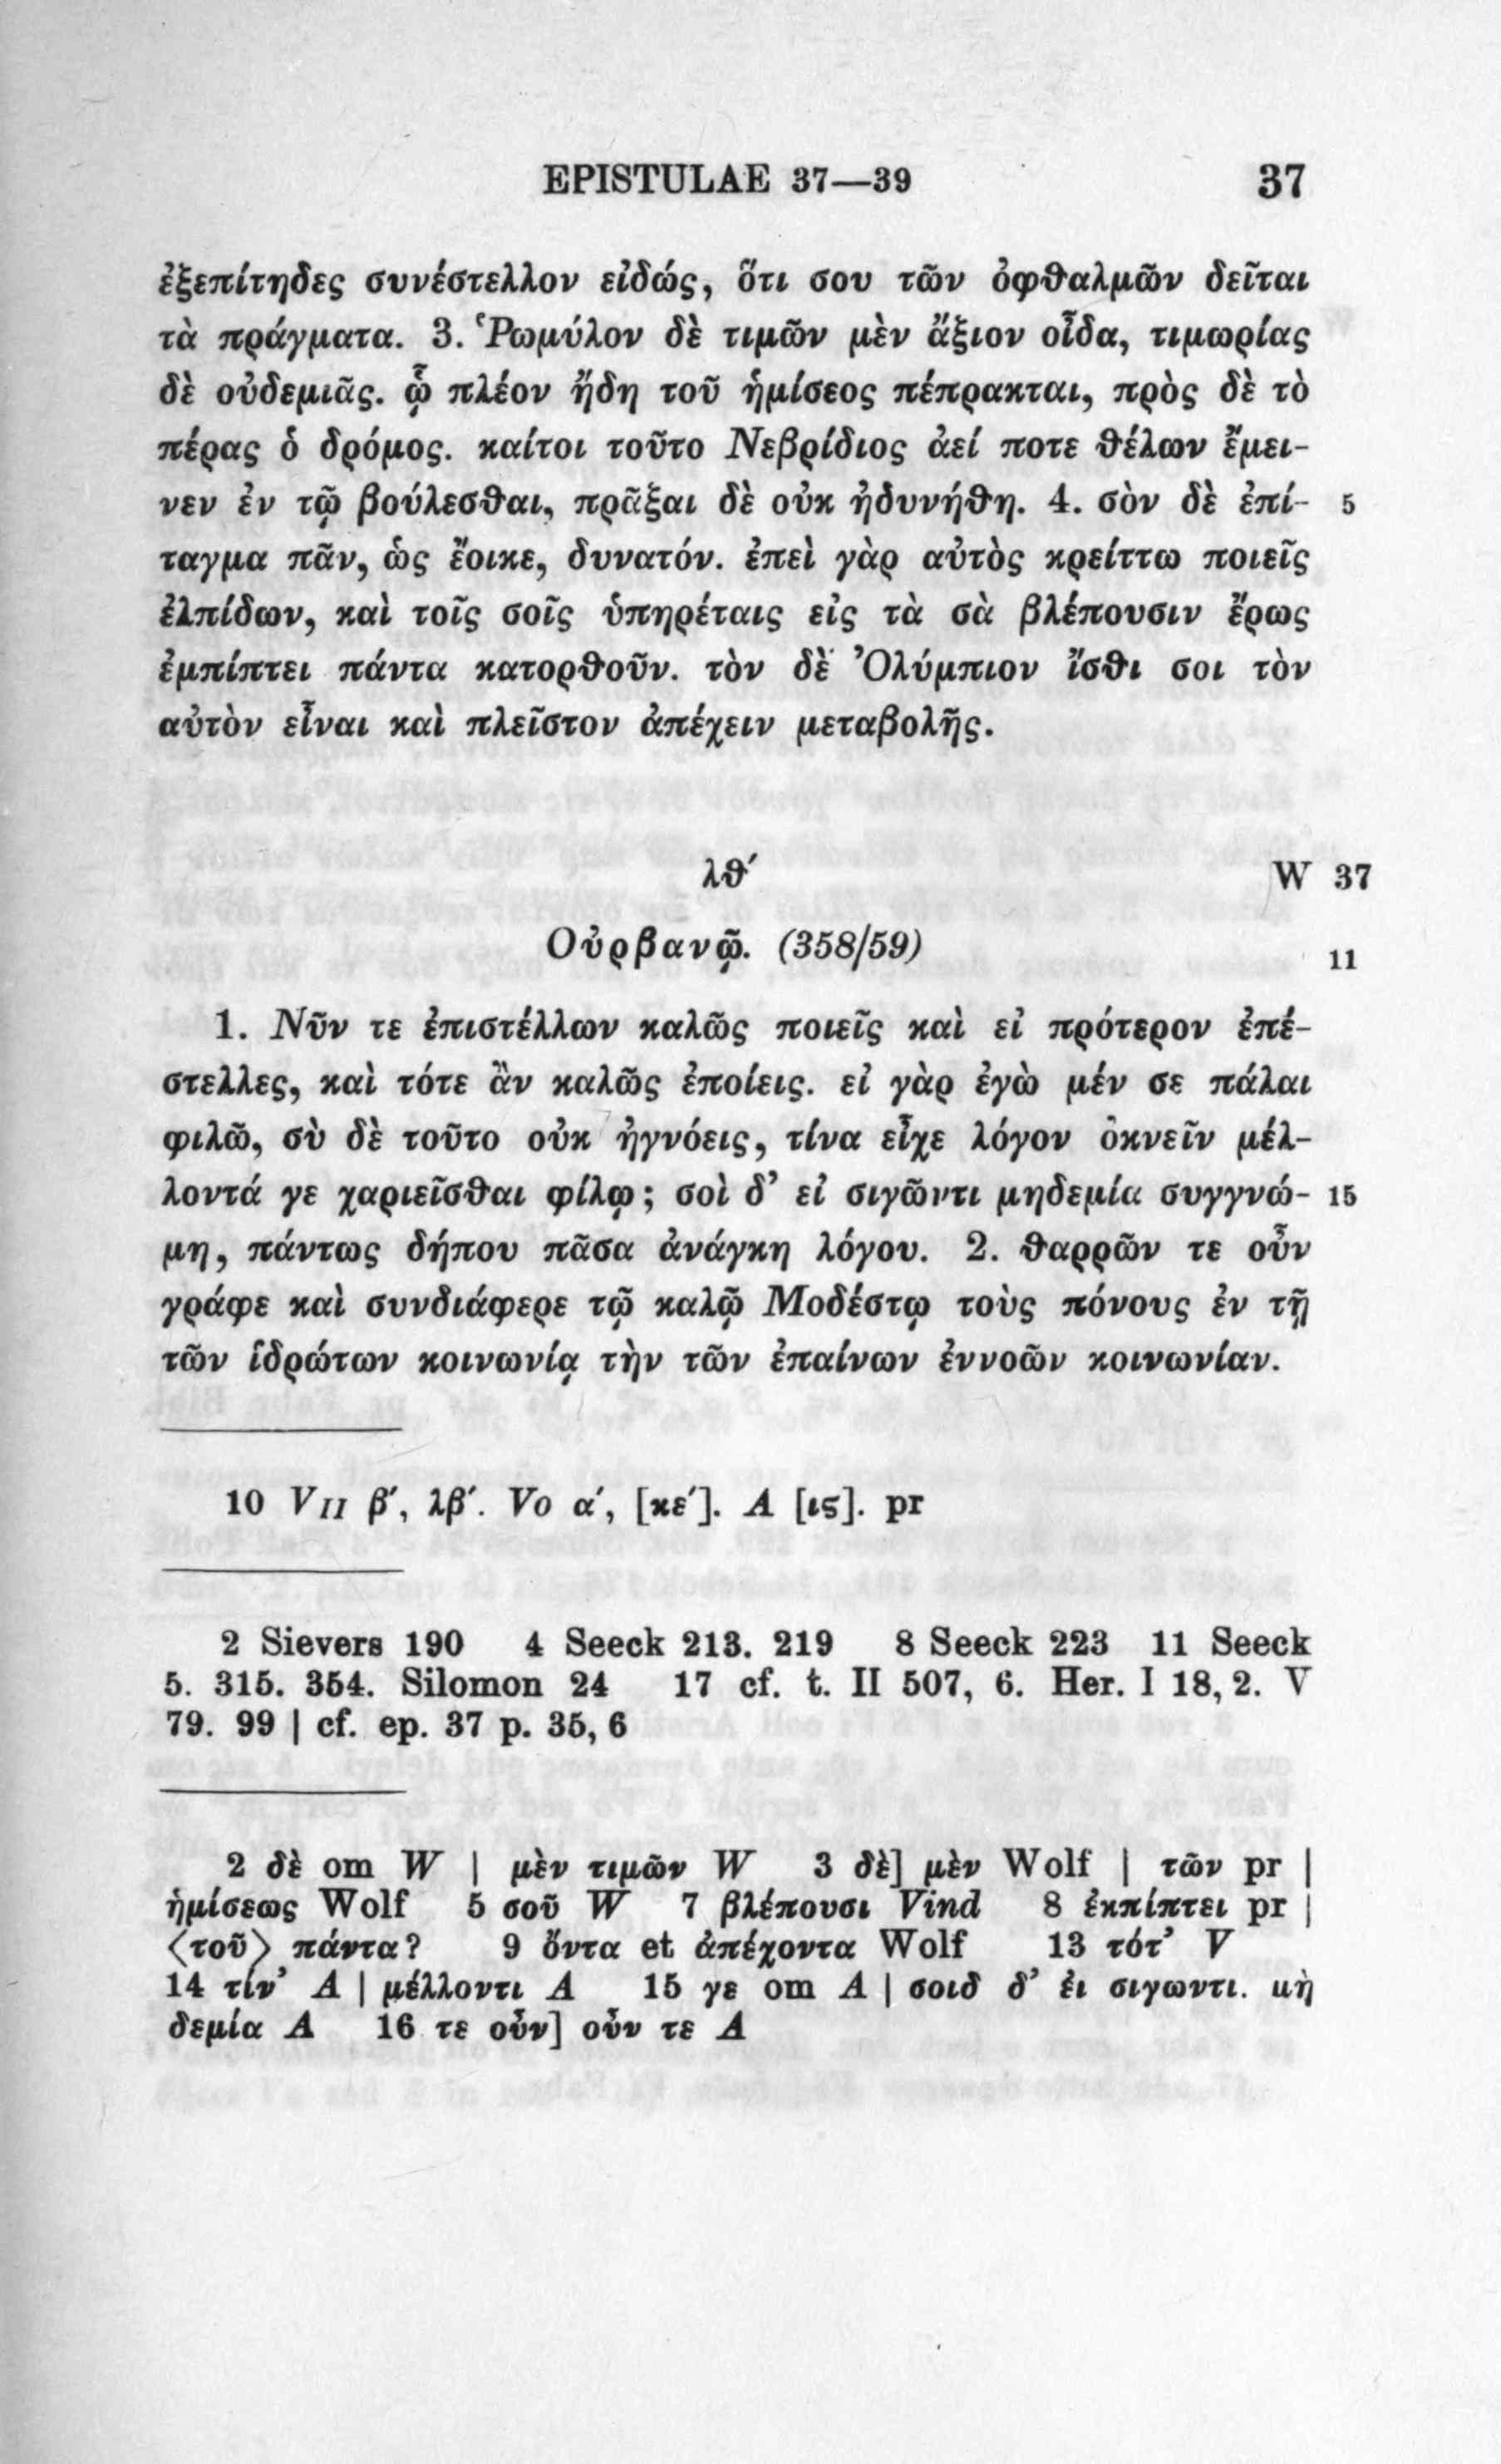 EPISTULAE 37—39 37
ἐξεπίτηδες συνέστελλον εἰδώς, ὅτι σου τῶν ὀφθαλμῶν δεῖται
τὰ πράγματα. 3. Ῥωμύλον δὲ τιμῶν μὲν ἄξιον οἶδα, τιμωρίας
δὲ οὐδεμιᾶς. ᾧ πλέον ἤδη τοῦ ἡμίσεος πέπρακται, πρὸς δὲ τὸ
πέρας ὁ δρόμος. καίτοι τοῦτο Νεβρίδιος ἀεί ποτε θέλων ἔμει-
νεν ἐν τῷ βούλεσθαι, πρᾶξαι δὲ οὐκ ἠδυνήθη. 4. σὸν δὲ ἐπί- 5
ταγμα πᾶν, ὡς ἔοικε, δυνατόν. ἐπεὶ γὰρ αὐτὸς κρείττω ποιεῖς
ἐλπίδων, καὶ τοῖς σοῖς ὑπηρέταις εἰς τὰ σὰ βλέπουσιν ἔρως
ἐμπίπτει πάντα κατορθοῦν. τὸν δὲ Ὀλύμπιον ἴσθι σοι τὸν
αὐτὸν εἶναι καὶ πλεῖστον ἀπέχειν μεταβολῆς.
λθ′ W 37
Οὐρβανῷ. (358/59) 11
1. Νῦν τε ἐπιστέλλων καλῶς ποιεῖς καὶ εἰ πρότερον ἐπέ-
στελλες, καὶ τότε ἂν καλῶς ἐποίεις. εἰ γὰρ ἐγὼ μέν σε πάλαι
φιλῶ, σὺ δὲ τοῦτο οὐκ ἠγνόεις, τίνα εἶχε λόγον ὀκνεῖν μέλ-
λοντά γε χαριεῖσθαι φίλῳ; σοὶ δ’ εἰ σιγῶντι μηδεμία συγγνώ- 15
μη, πάντως δήπου πᾶσα ἀνάγκη λόγου. 2. θαρρῶν τε οὖν
γράφε καὶ συνδιάφερε τῷ καλῷ Μοδέστῳ τοὺς πόνους ἐν τῇ
τῶν ἱδρώτων κοινωνίᾳ τὴν τῶν ἐπαίνων ἐννοῶν κοινωνίαν.
10 V II β′, λβ′. Vo α′, [κε′]. A [ις]. pr
2 Sievers 190 4 Seeck 213. 219 8 Seeck 223 11 Seeck
5. 315. 354. Silomon 24 17 cf. t. II 507, 6. Her. I 18, 2. V
79. 99 | cf. ep. 37 p. 35, 6
2 δὲ om W | μὲν τιμῶν W 3 δὲ] μὲν Wolf | τῶν pr |
ἡμίσεως Wolf 5 σοῦ W 7 βλέπουσι Vind 8 ἐκπίπτει pr |
⟨τοῦ⟩ πάντα? 9 ὄντα et ἀπέχοντα Wolf 13 τότ’ V
14 τίν’ A | μέλλοντι A 15 γε om A | σοιδ δ’ ἐι σιγωντι. μὴ
δεμία A 16 τε οὖν] οὖν τε A